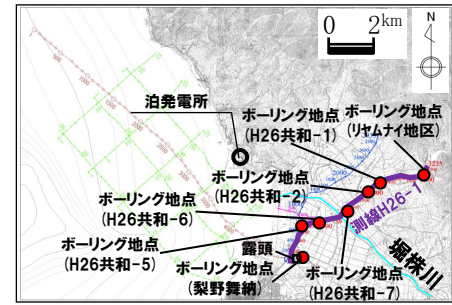 0 2km
N
泊発電所
ボーリング地点
(H26共和-1)
ボーリング地点
(リヤムナイ地区)
ボーリング地点
(H26共和-2)
ボーリング地点
(H26共和-6)
測線H26-1
ボーリング地点
(H26共和-5)
露頭
ボーリング地点
(梨野舞納)
ボーリング地点
(H26共和-7)
堀株川